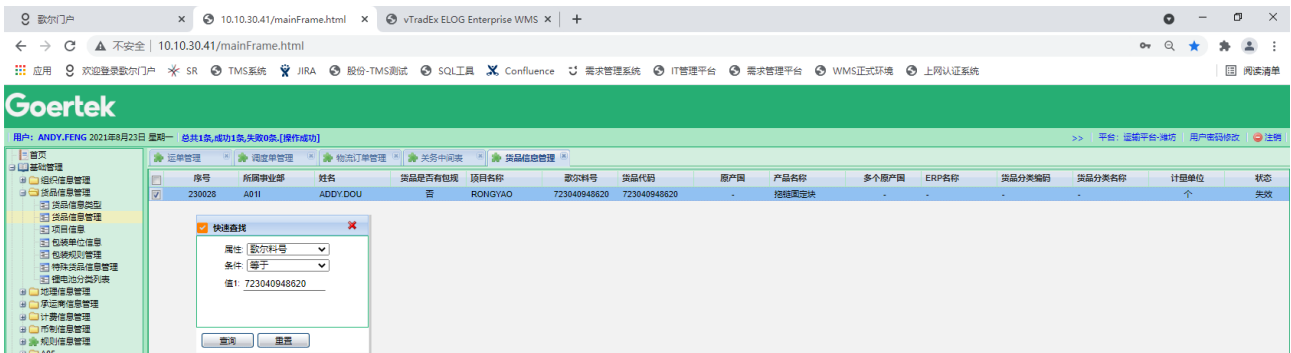 歌尔门户 10.10.30.41/mainFrame.html vTradEx ELOG Enterprise WMS
不安全 10.10.30.41/mainFrame.html
应用 欢迎登录歌尔门户 SR TMS系统 JIRA 股份-TMS测试 SQL工具 Confluence 需求管理系统 IT管理平台 需求管理平台 WMS正式环境 上网认证系统 阅读清单
Goertek
用户: ANDY.FENG 2021年8月23日 星期一 总共1条,成功1条,失败0条.[操作成功] >> 平台: 运输平台-潍坊 用户密码修改 注销
首页 运单管理 调度单管理 物流订单管理 关务中间表 货品信息管理
基础管理
组织信息管理 序号 所属事业部 姓名 货品是否有包规 项目名称 歌尔料号 货品代码 原产国 产品名称 多个原产国 ERP名称 货品分类编码 货品分类名称 计量单位 状态
货品信息管理 230028 A01I ADDY.DOU 否 RONGYAO 723040948620 723040948620 - 搭链固定块 - - - - 个 失效
货品信息类型
货品信息管理
项目信息 快速查找
包装单位信息 属性: 歌尔料号
包装规则管理 条件: 等于
特殊货品信息管理 值1: 723040948620
锂电池分类列表
地理信息管理
承运商信息管理
计费信息管理
币制信息管理
规则信息管理 查询 重置